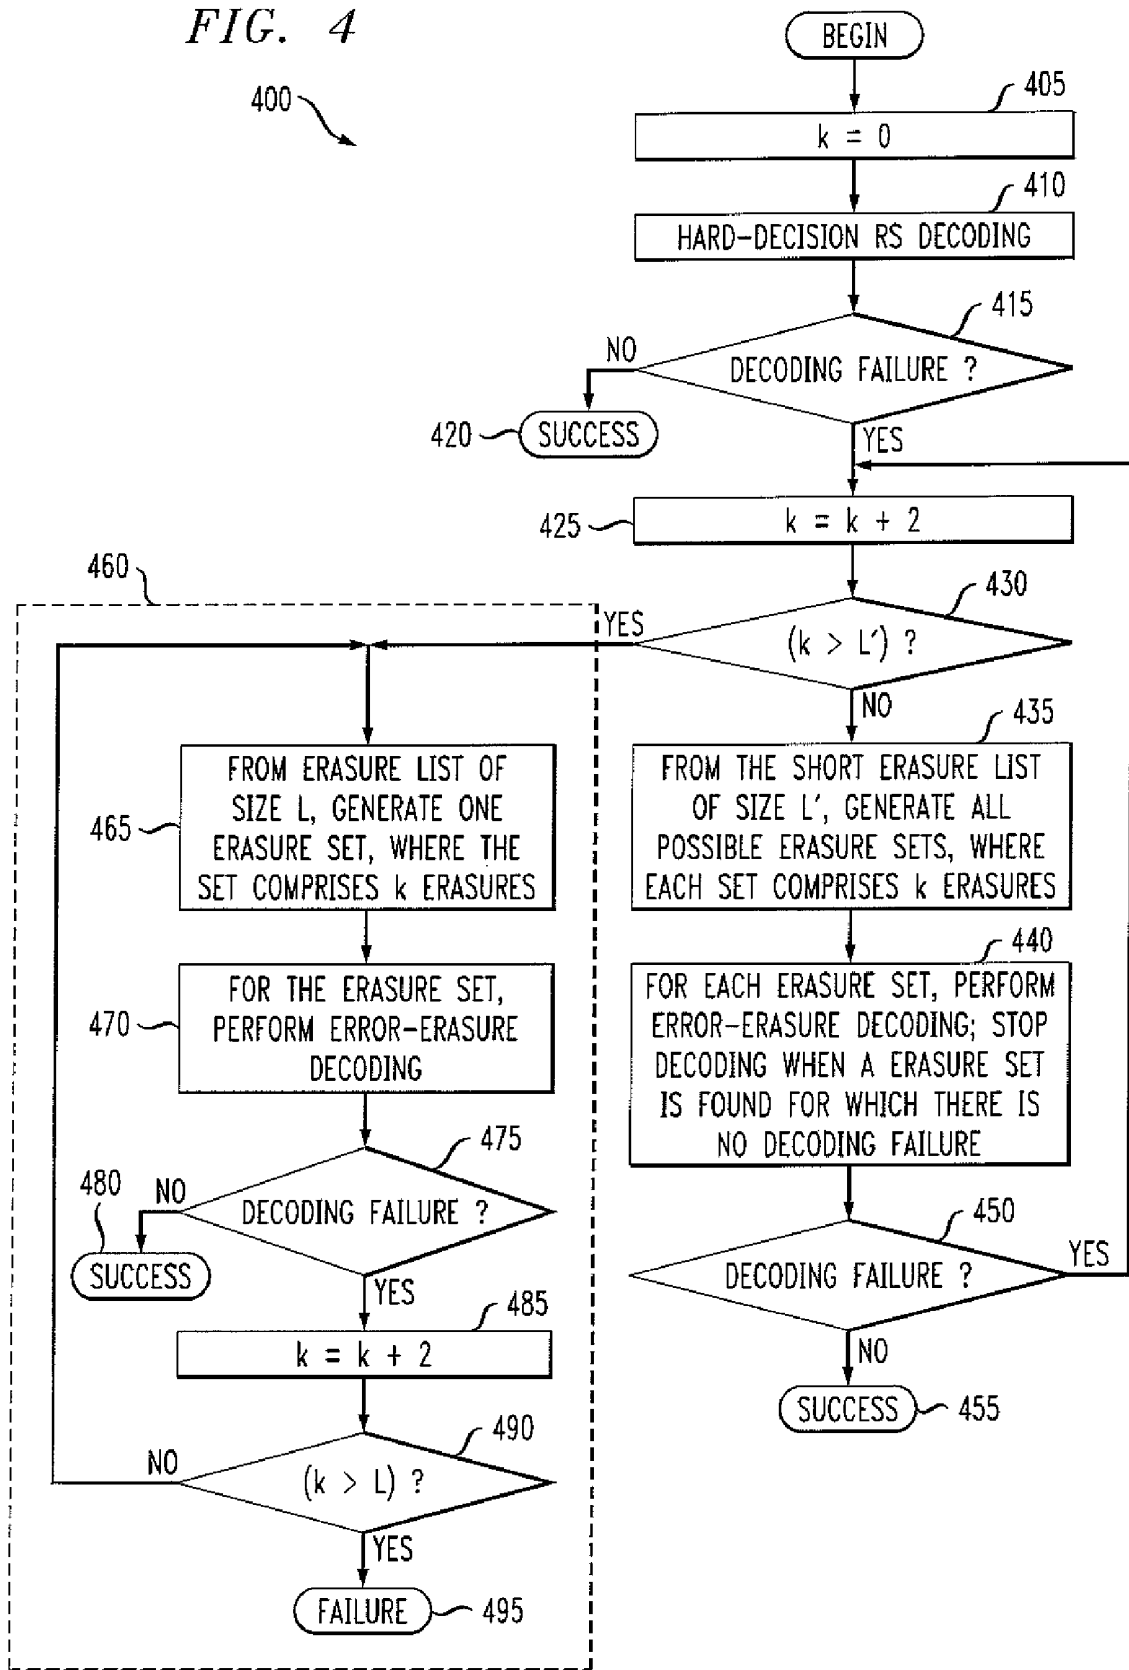 FIG. 4
400
BEGIN
405
k = 0
410
HARD-DECISION RS DECODING
415
DECODING FAILURE ?
NO
420
SUCCESS
YES
425
k = k + 2
430
(k > L′) ?
YES
NO
435
FROM THE SHORT ERASURE LIST
OF SIZE L′, GENERATE ALL
POSSIBLE ERASURE SETS, WHERE
EACH SET COMPRISES k ERASURES
440
FOR EACH ERASURE SET, PERFORM
ERROR-ERASURE DECODING; STOP
DECODING WHEN A ERASURE SET
IS FOUND FOR WHICH THERE IS
NO DECODING FAILURE
450
DECODING FAILURE ?
YES
NO
SUCCESS
455
460
465
FROM ERASURE LIST OF
SIZE L, GENERATE ONE
ERASURE SET, WHERE THE
SET COMPRISES k ERASURES
470
FOR THE ERASURE SET,
PERFORM ERROR-ERASURE
DECODING
475
DECODING FAILURE ?
NO
480
SUCCESS
YES
485
k = k + 2
490
(k > L) ?
NO
YES
FAILURE
495